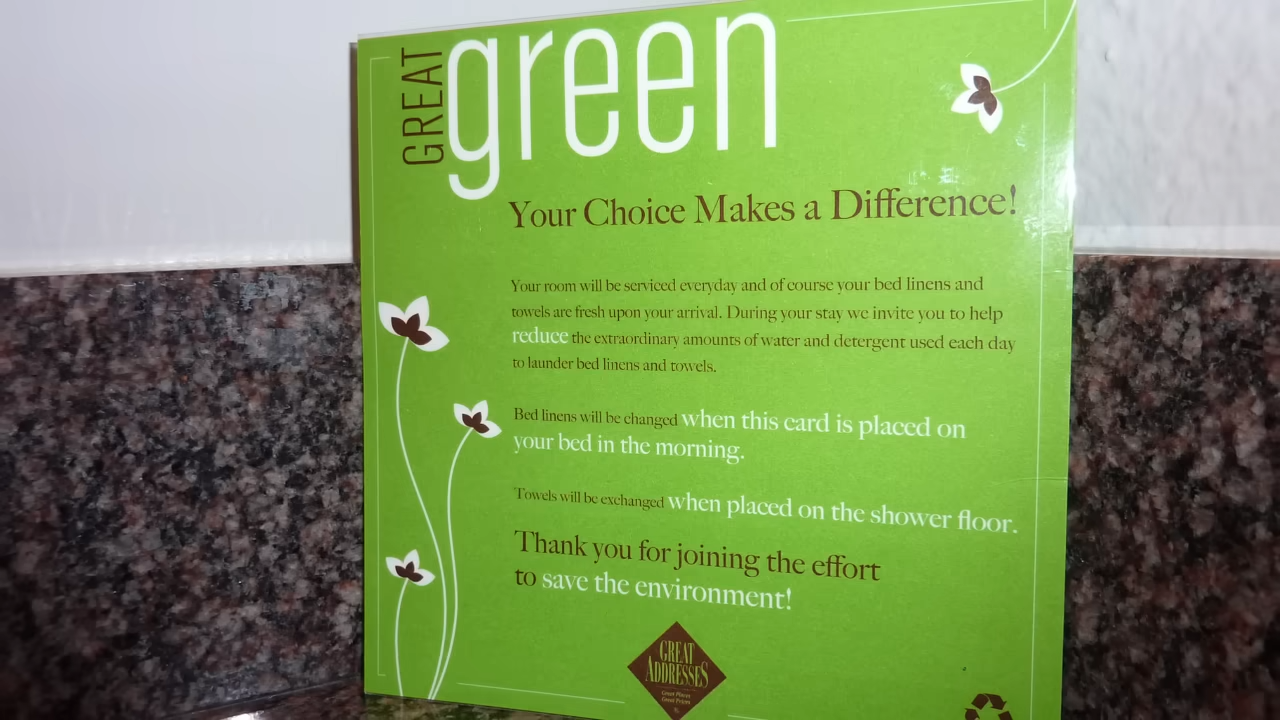 GREAT
green
Your Choice Makes a Difference!
Your room will be serviced everyday and of course your bed linens and
towels are fresh upon your arrival. During your stay we invite you to help
reduce the extraordinary amounts of water and detergent used each day
to launder bed linens and towels.
Bed linens will be changed when this card is placed on
your bed in the morning.
Towels will be exchanged when placed on the shower floor.
Thank you for joining the effort
to save the environment!
GREAT
ADDRESSES
Great Places
Great Prices